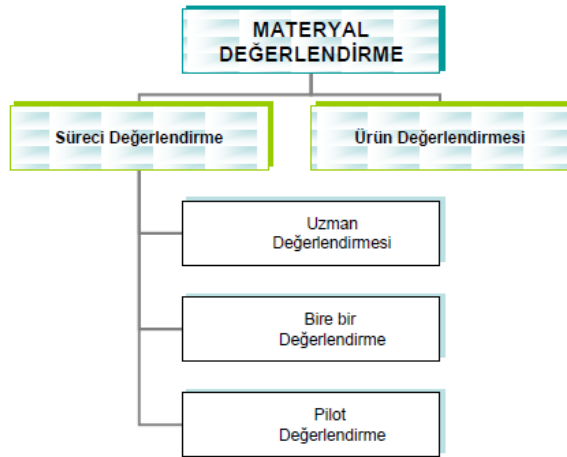 MATERYAL
DEĞERLENDİRME
Süreci Değerlendirme
Ürün Değerlendirmesi
Uzman
Değerlendirmesi
Bire bir
Değerlendirme
Pilot
Değerlendirme